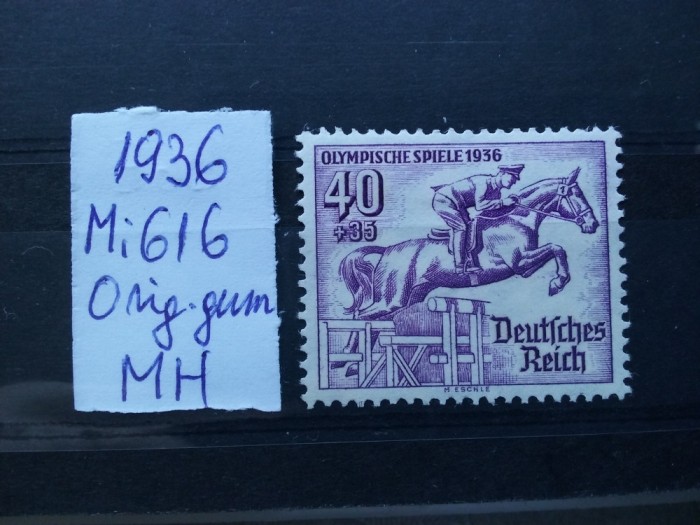 1936
Mi 616
Orig. gum
MH
OLYMPISCHE SPIELE 1936
40
+35
Deutsches
Reich
M ESCHLE